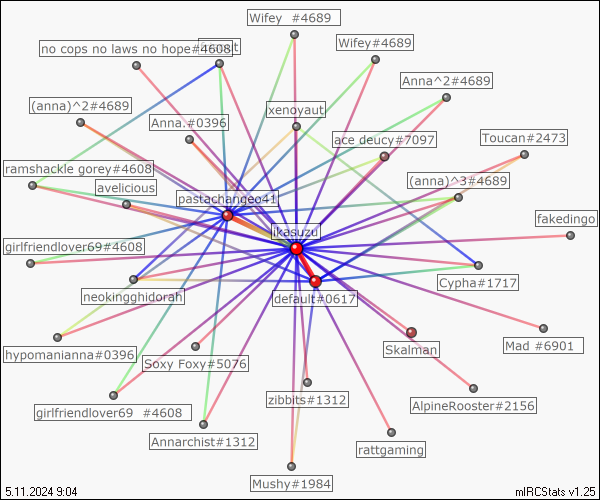 Wifey  #4689
no cops no laws no hope#4608
Wifey#4689
Anna^2#4689
(anna)^2#4689
xenoyaut
Anna.#0396
ace deucy#7097
Toucan#2473
ramshackle gorey#4608
(anna)^3#4689
avelicious
pastachangeo41
fakedingo
ikasuzu
girlfriendlover69#4608
Cypha#1717
neokingghidorah
default#0617
Mad #6901
hypomanianna#0396
Soxy Foxy#5076
Skalman
zibbits#1312
AlpineRooster#2156
girlfriendlover69  #4608
Annarchist#1312
rattgaming
Mushy#1984
5.11.2024 9:04
mIRCStats v1.25